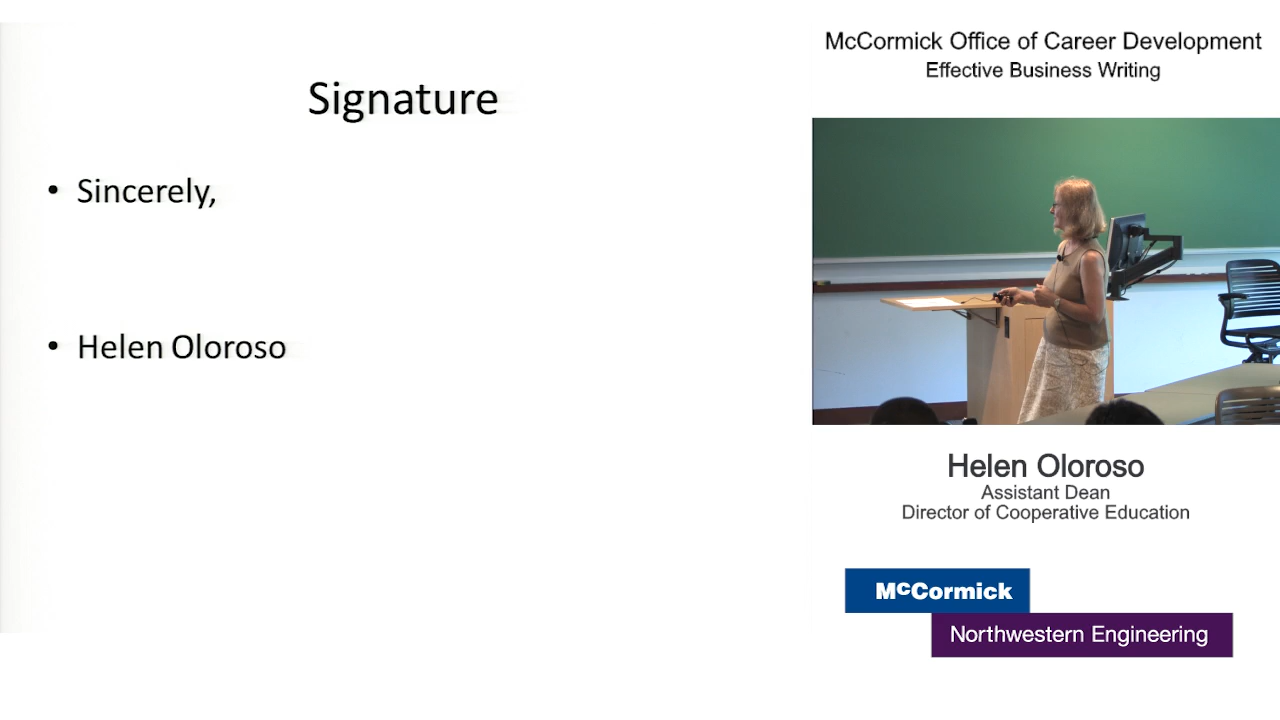 Signature
• Sincerely,
• Helen Oloroso
McCormick Office of Career Development
Effective Business Writing
Helen Oloroso
Assistant Dean
Director of Cooperative Education
McCormick
Northwestern Engineering